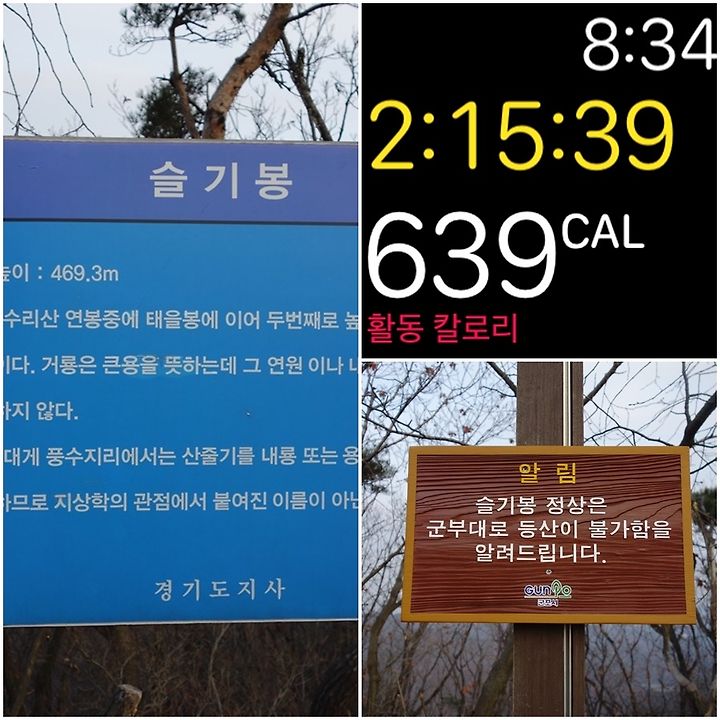 슬기봉
높이 : 469.3m
수리산 연봉중에 태을봉에 이어 두번째로 높
이다. 거룡은 큰용을 뜻하는데 그 연원 이나 내
하지 않다.
대게 풍수지리에서는 산줄기를 내룡 또는 용
하므로 지상학의 관점에서 붙여진 이름이 아닌
경기도지사
8:34
2:15:39
639CAL
활동 칼로리
알 림
슬기봉 정상은
군부대로 등산이 불가함을
알려드립니다.
GUNPO
군포시